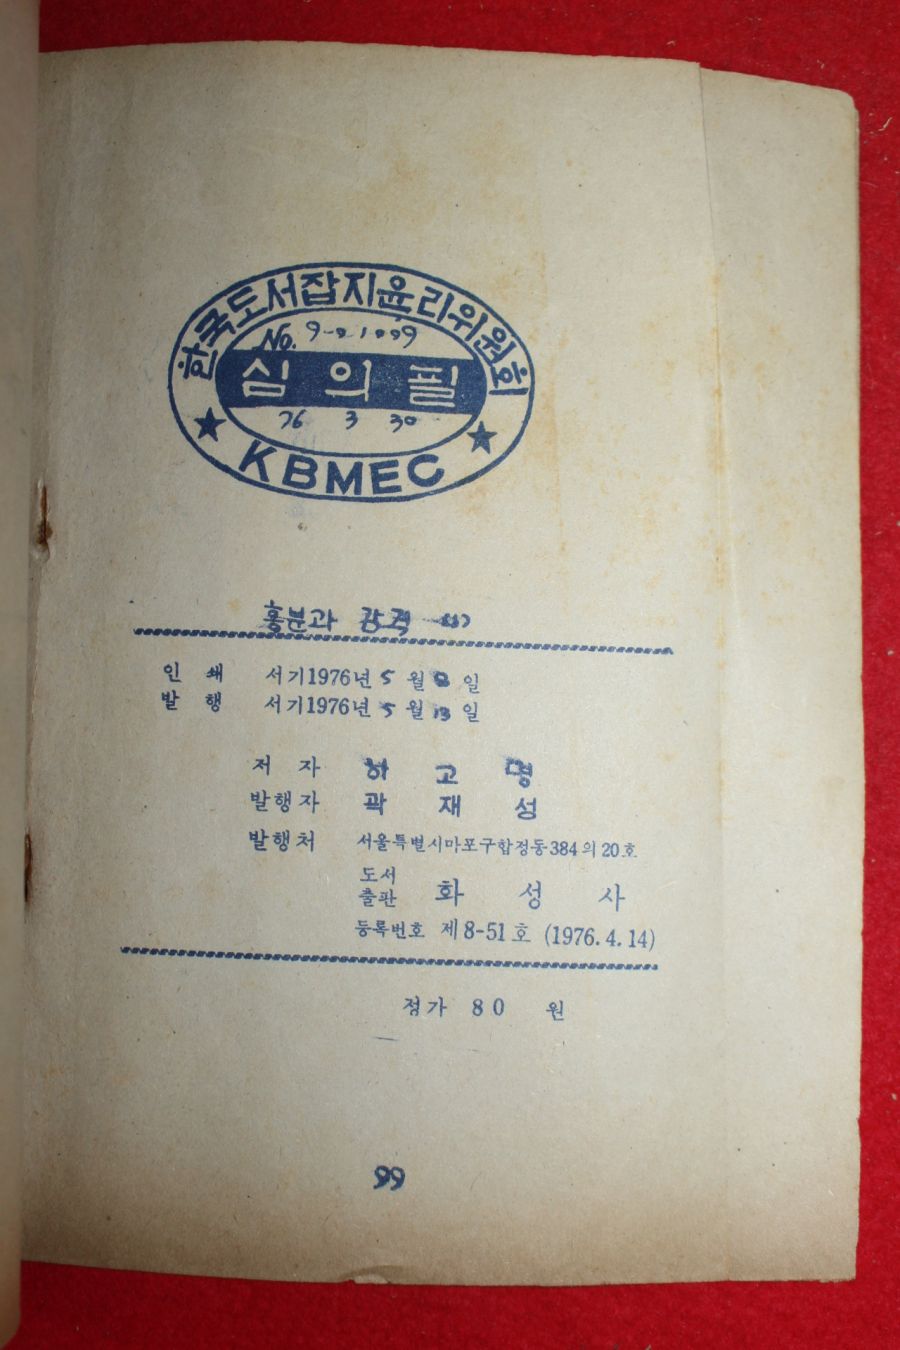 한국도서잡지윤리위원회
No. 9-
심의필
76 3 30
★ KBMEC ★
흥분과 감격
인쇄 서기1976년 5월 일
발행 서기1976년 5월 13일
저자 하고명
발행자 곽재성
발행처 서울특별시마포구합정동384의20호
도서출판 화성사
등록번호 제8-51호 (1976.4.14)
정가 80 원
99